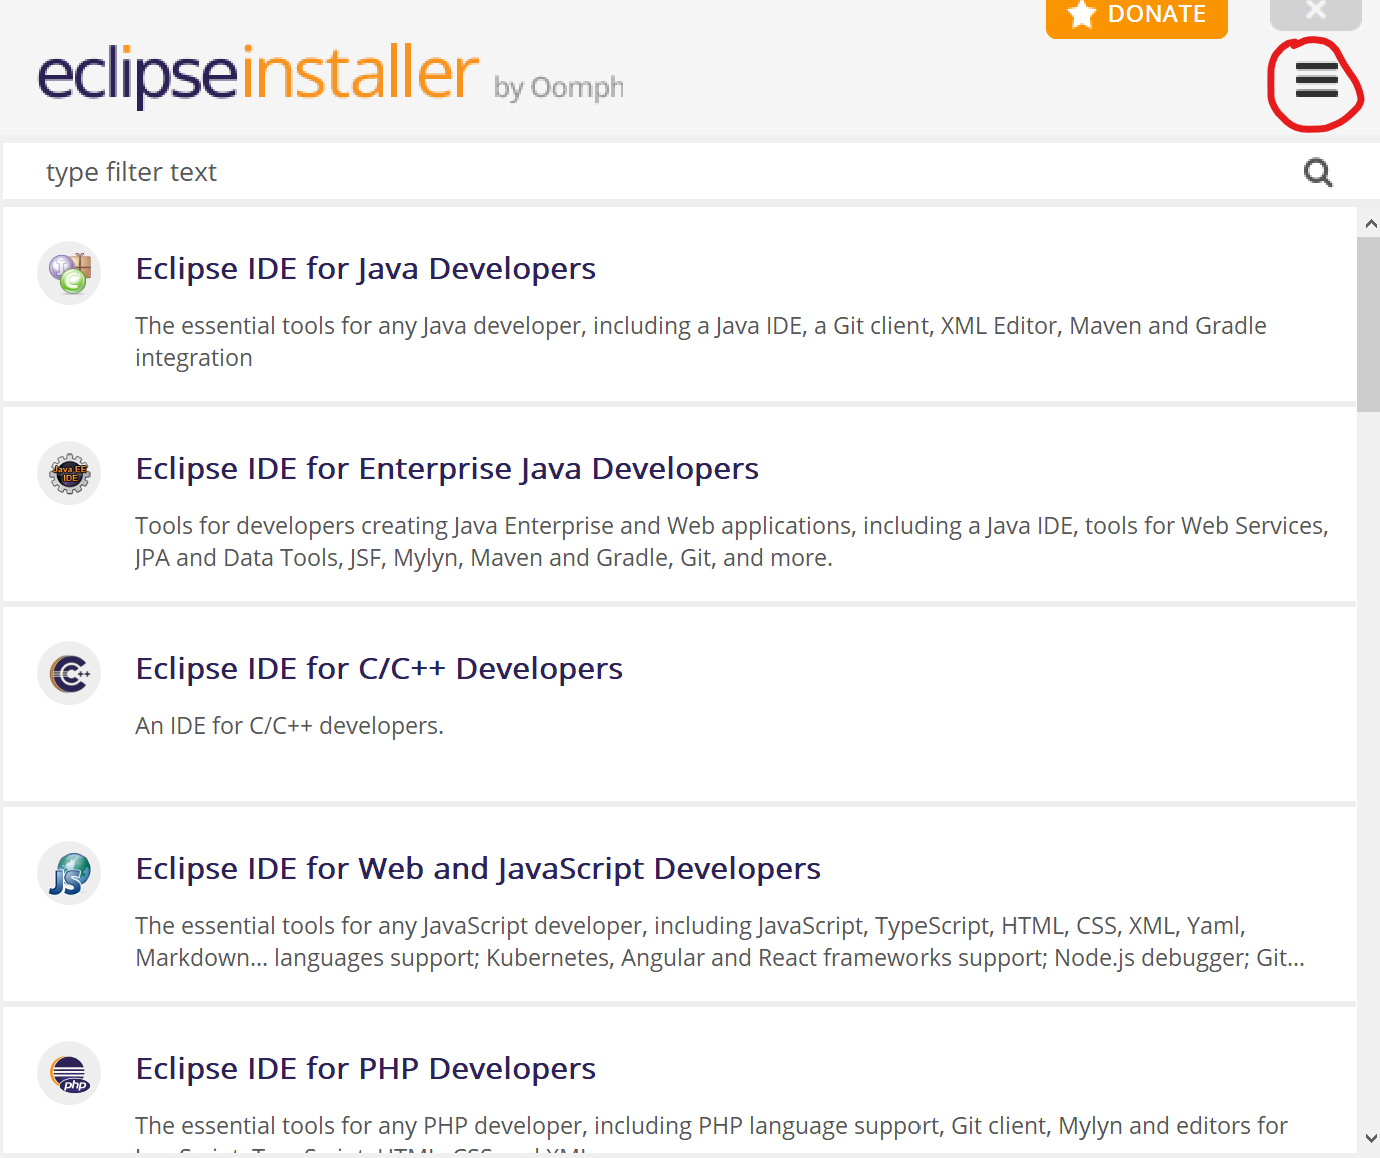 DONATE
eclipseinstaller by Oomph
type filter text
Eclipse IDE for Java Developers
The essential tools for any Java developer, including a Java IDE, a Git client, XML Editor, Maven and Gradle
integration
Java EE
IDE
Eclipse IDE for Enterprise Java Developers
Tools for developers creating Java Enterprise and Web applications, including a Java IDE, tools for Web Services,
JPA and Data Tools, JSF, Mylyn, Maven and Gradle, Git, and more.
C++
Eclipse IDE for C/C++ Developers
An IDE for C/C++ developers.
JS
Eclipse IDE for Web and JavaScript Developers
The essential tools for any JavaScript developer, including JavaScript, TypeScript, HTML, CSS, XML, Yaml,
Markdown... languages support; Kubernetes, Angular and React frameworks support; Node.js debugger; Git...
php
Eclipse IDE for PHP Developers
The essential tools for any PHP developer, including PHP language support, Git client, Mylyn and editors for